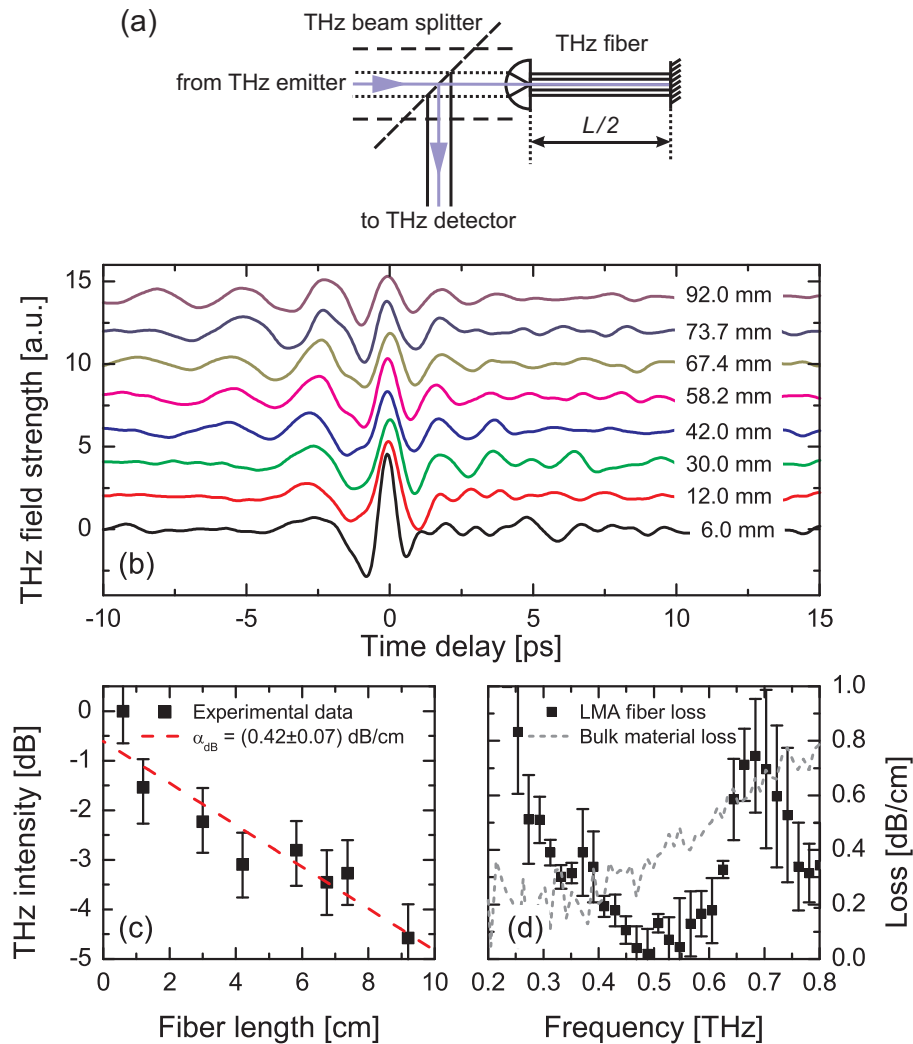 (a)
THz beam splitter
THz fiber
from THz emitter
L/2
to THz detector
THz field strength [a.u.]
15
10
5
0
92.0 mm
73.7 mm
67.4 mm
58.2 mm
42.0 mm
30.0 mm
12.0 mm
6.0 mm
(b)
-10 -5 0 5 10 15
Time delay [ps]
THz intensity [dB]
0
-1
-2
-3
-4
-5
Experimental data
αdB = (0.42±0.07) dB/cm
(c)
0 2 4 6 8 10
Fiber length [cm]
LMA fiber loss
Bulk material loss
(d)
1.0
0.8
0.6
0.4
0.2
0.0
Loss [dB/cm]
0.2 0.3 0.4 0.5 0.6 0.7 0.8
Frequency [THz]